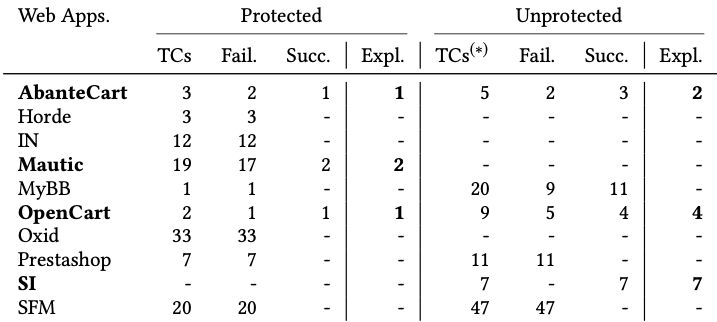 Web Apps. Protected Unprotected
TCs Fail. Succ. Expl. TCs(*) Fail. Succ. Expl.
AbanteCart 3 2 1 1 5 2 3 2
Horde 3 3 - - - - - -
IN 12 12 - - - - - -
Mautic 19 17 2 2 - - - -
MyBB 1 1 - - 20 9 11 -
OpenCart 2 1 1 1 9 5 4 4
Oxid 33 33 - - - - - -
Prestashop 7 7 - - 11 11 - -
SI - - - - 7 - 7 7
SFM 20 20 - - 47 47 - -